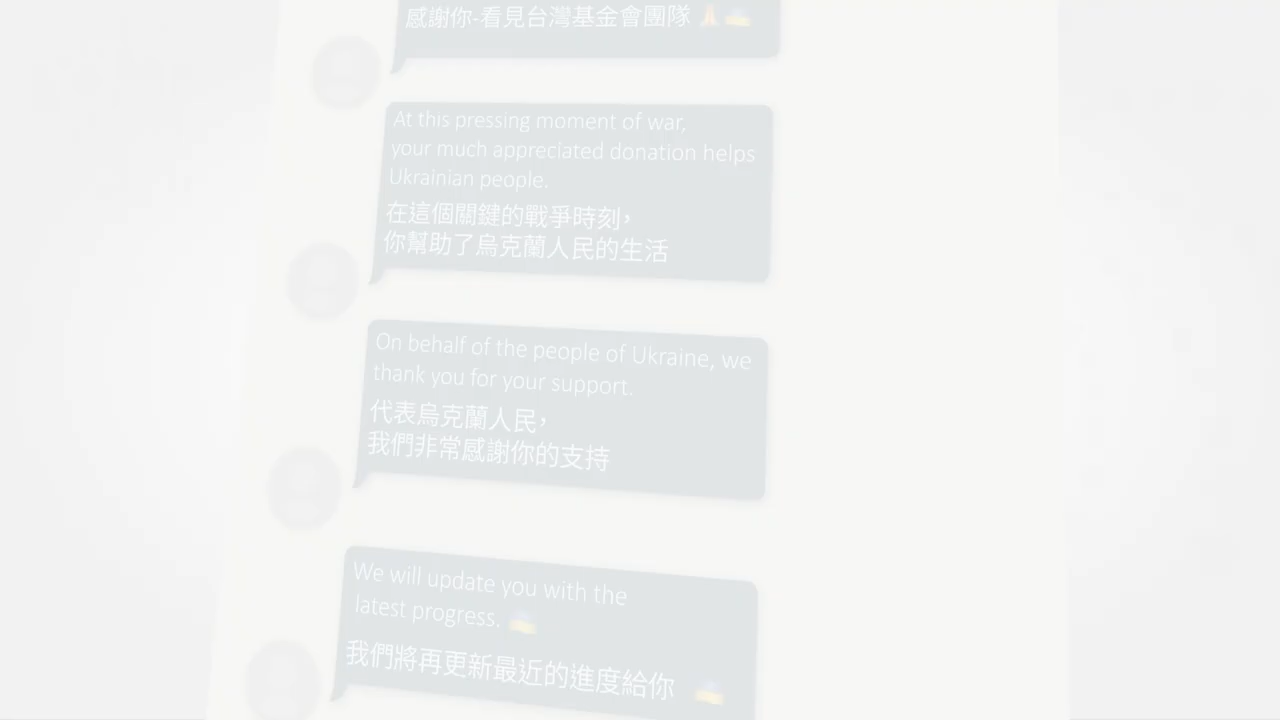 感謝你-看見台灣基金會團隊 🙏
At this pressing moment of war,
your much appreciated donation helps
Ukrainian people.
在這個關鍵的戰爭時刻，
你幫助了烏克蘭人民的生活
On behalf of the people of Ukraine, we
thank you for your support.
代表烏克蘭人民，
我們非常感謝你的支持
We will update you with the
latest progress.
我們將再更新最近的進度給你